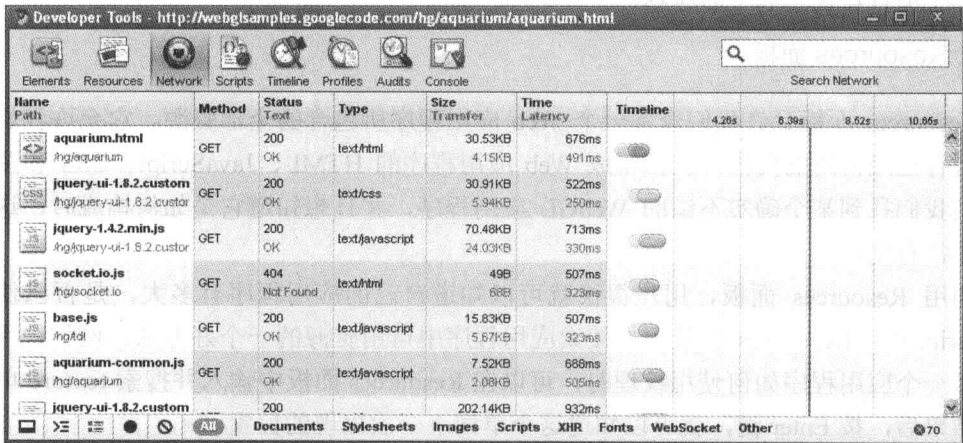 Developer Tools - http://webglsamples.googlecode.com/hg/aquarium/aquarium.html
Elements Resources Network Scripts Timeline Profiles Audits Console
Search Network
Name Path Method Status Text Type Size Transfer Time Latency Timeline 4.26s 6.39s 8.52s 10.65s
aquarium.html 200 30.53KB 676ms
/hg/aquarium GET OK text/html 4.15KB 491ms
jquery-ui-1.8.2.custom 200 30.91KB 522ms
/hg/jquery-ui-1.8.2.custor GET OK text/css 5.94KB 250ms
jquery-1.4.2.min.js 200 70.48KB 713ms
/hg/jquery-ui-1.8.2.custor GET OK text/javascript 24.03KB 330ms
socket.io.js 404 49B 507ms
/hg/socket.io GET Not Found text/html 68B 323ms
base.js 200 15.83KB 507ms
/hg/tdl GET OK text/javascript 5.67KB 323ms
aquarium-common.js 200 7.52KB 688ms
/hg/aquarium GET OK text/javascript 2.08KB 505ms
jquery-ui-1.8.2.custom 200 202.14KB 932ms
All Documents Stylesheets Images Scripts XHR Fonts WebSocket Other 70